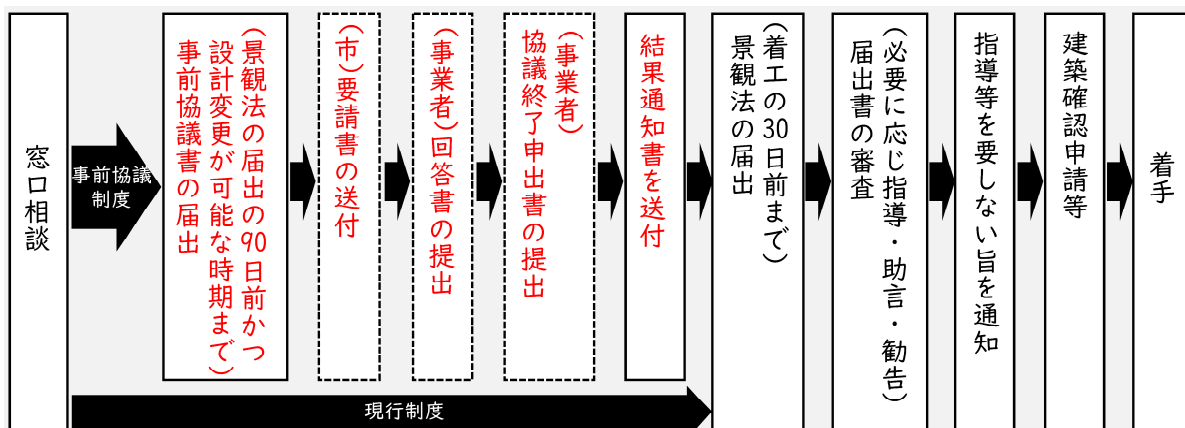 窓口相談
事前協議
制度
事前協議書の届出
(景観法の届出の90日前かつ
設計変更が可能な時期まで)
(市)要請書の送付
(事業者)回答書の提出
(事業者)
協議終了申出書の提出
結果通知書を送付
景観法の届出
(着工の30日前まで)
届出書の審査
(必要に応じ指導・助言・勧告)
指導等を要しない旨を通知
建築確認申請等
着手
現行制度